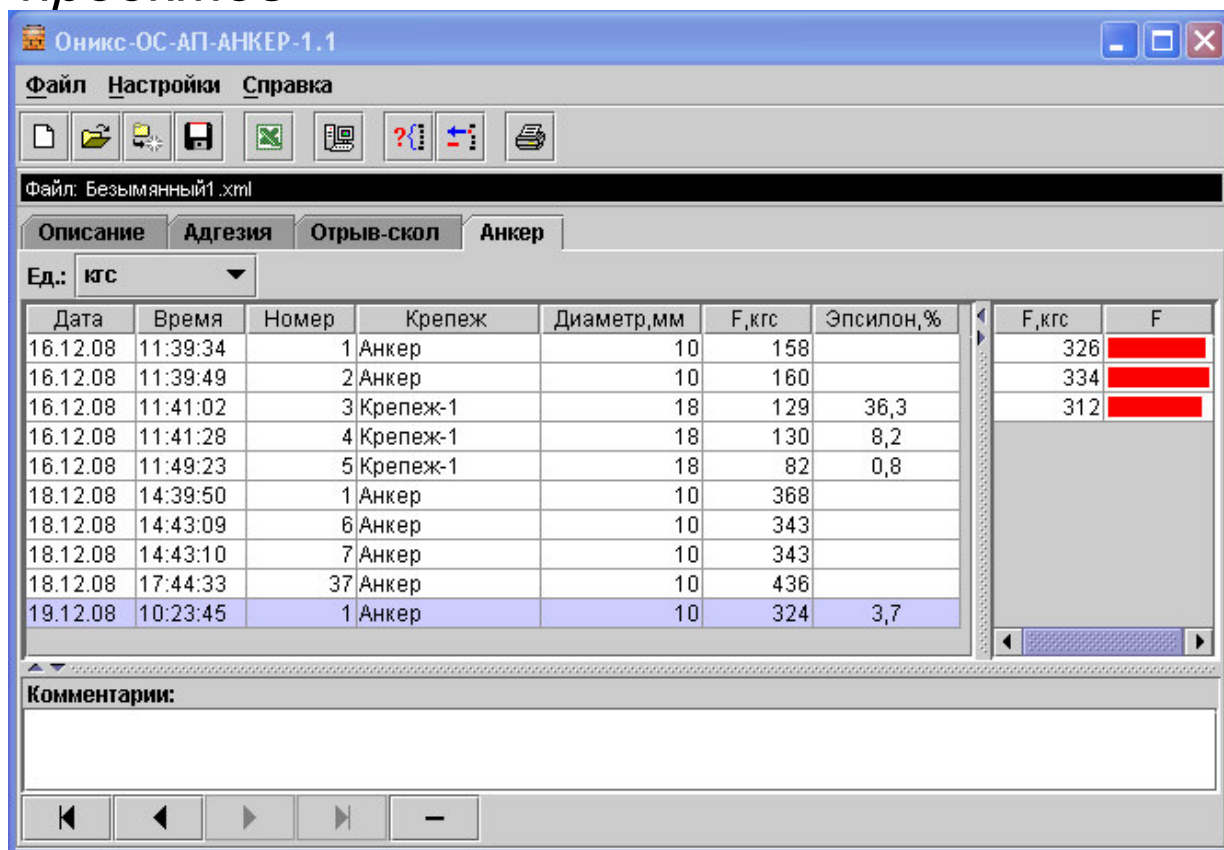 Оникс-ОС-АП-АНКЕР-1.1
Файл Настройки Справка
Файл: Безымянный1.xml
Описание Адгезия Отрыв-скол Анкер
Ед.: кгс
Дата Время Номер Крепеж Диаметр,мм F,кгс Эпсилон,% F,кгс F
16.12.08 11:39:34 1 Анкер 10 158 326
16.12.08 11:39:49 2 Анкер 10 160 334
16.12.08 11:41:02 3 Крепеж-1 18 129 36,3 312
16.12.08 11:41:28 4 Крепеж-1 18 130 8,2
16.12.08 11:49:23 5 Крепеж-1 18 82 0,8
18.12.08 14:39:50 1 Анкер 10 368
18.12.08 14:43:09 6 Анкер 10 343
18.12.08 14:43:10 7 Анкер 10 343
18.12.08 17:44:33 37 Анкер 10 436
19.12.08 10:23:45 1 Анкер 10 324 3,7
Комментарии: